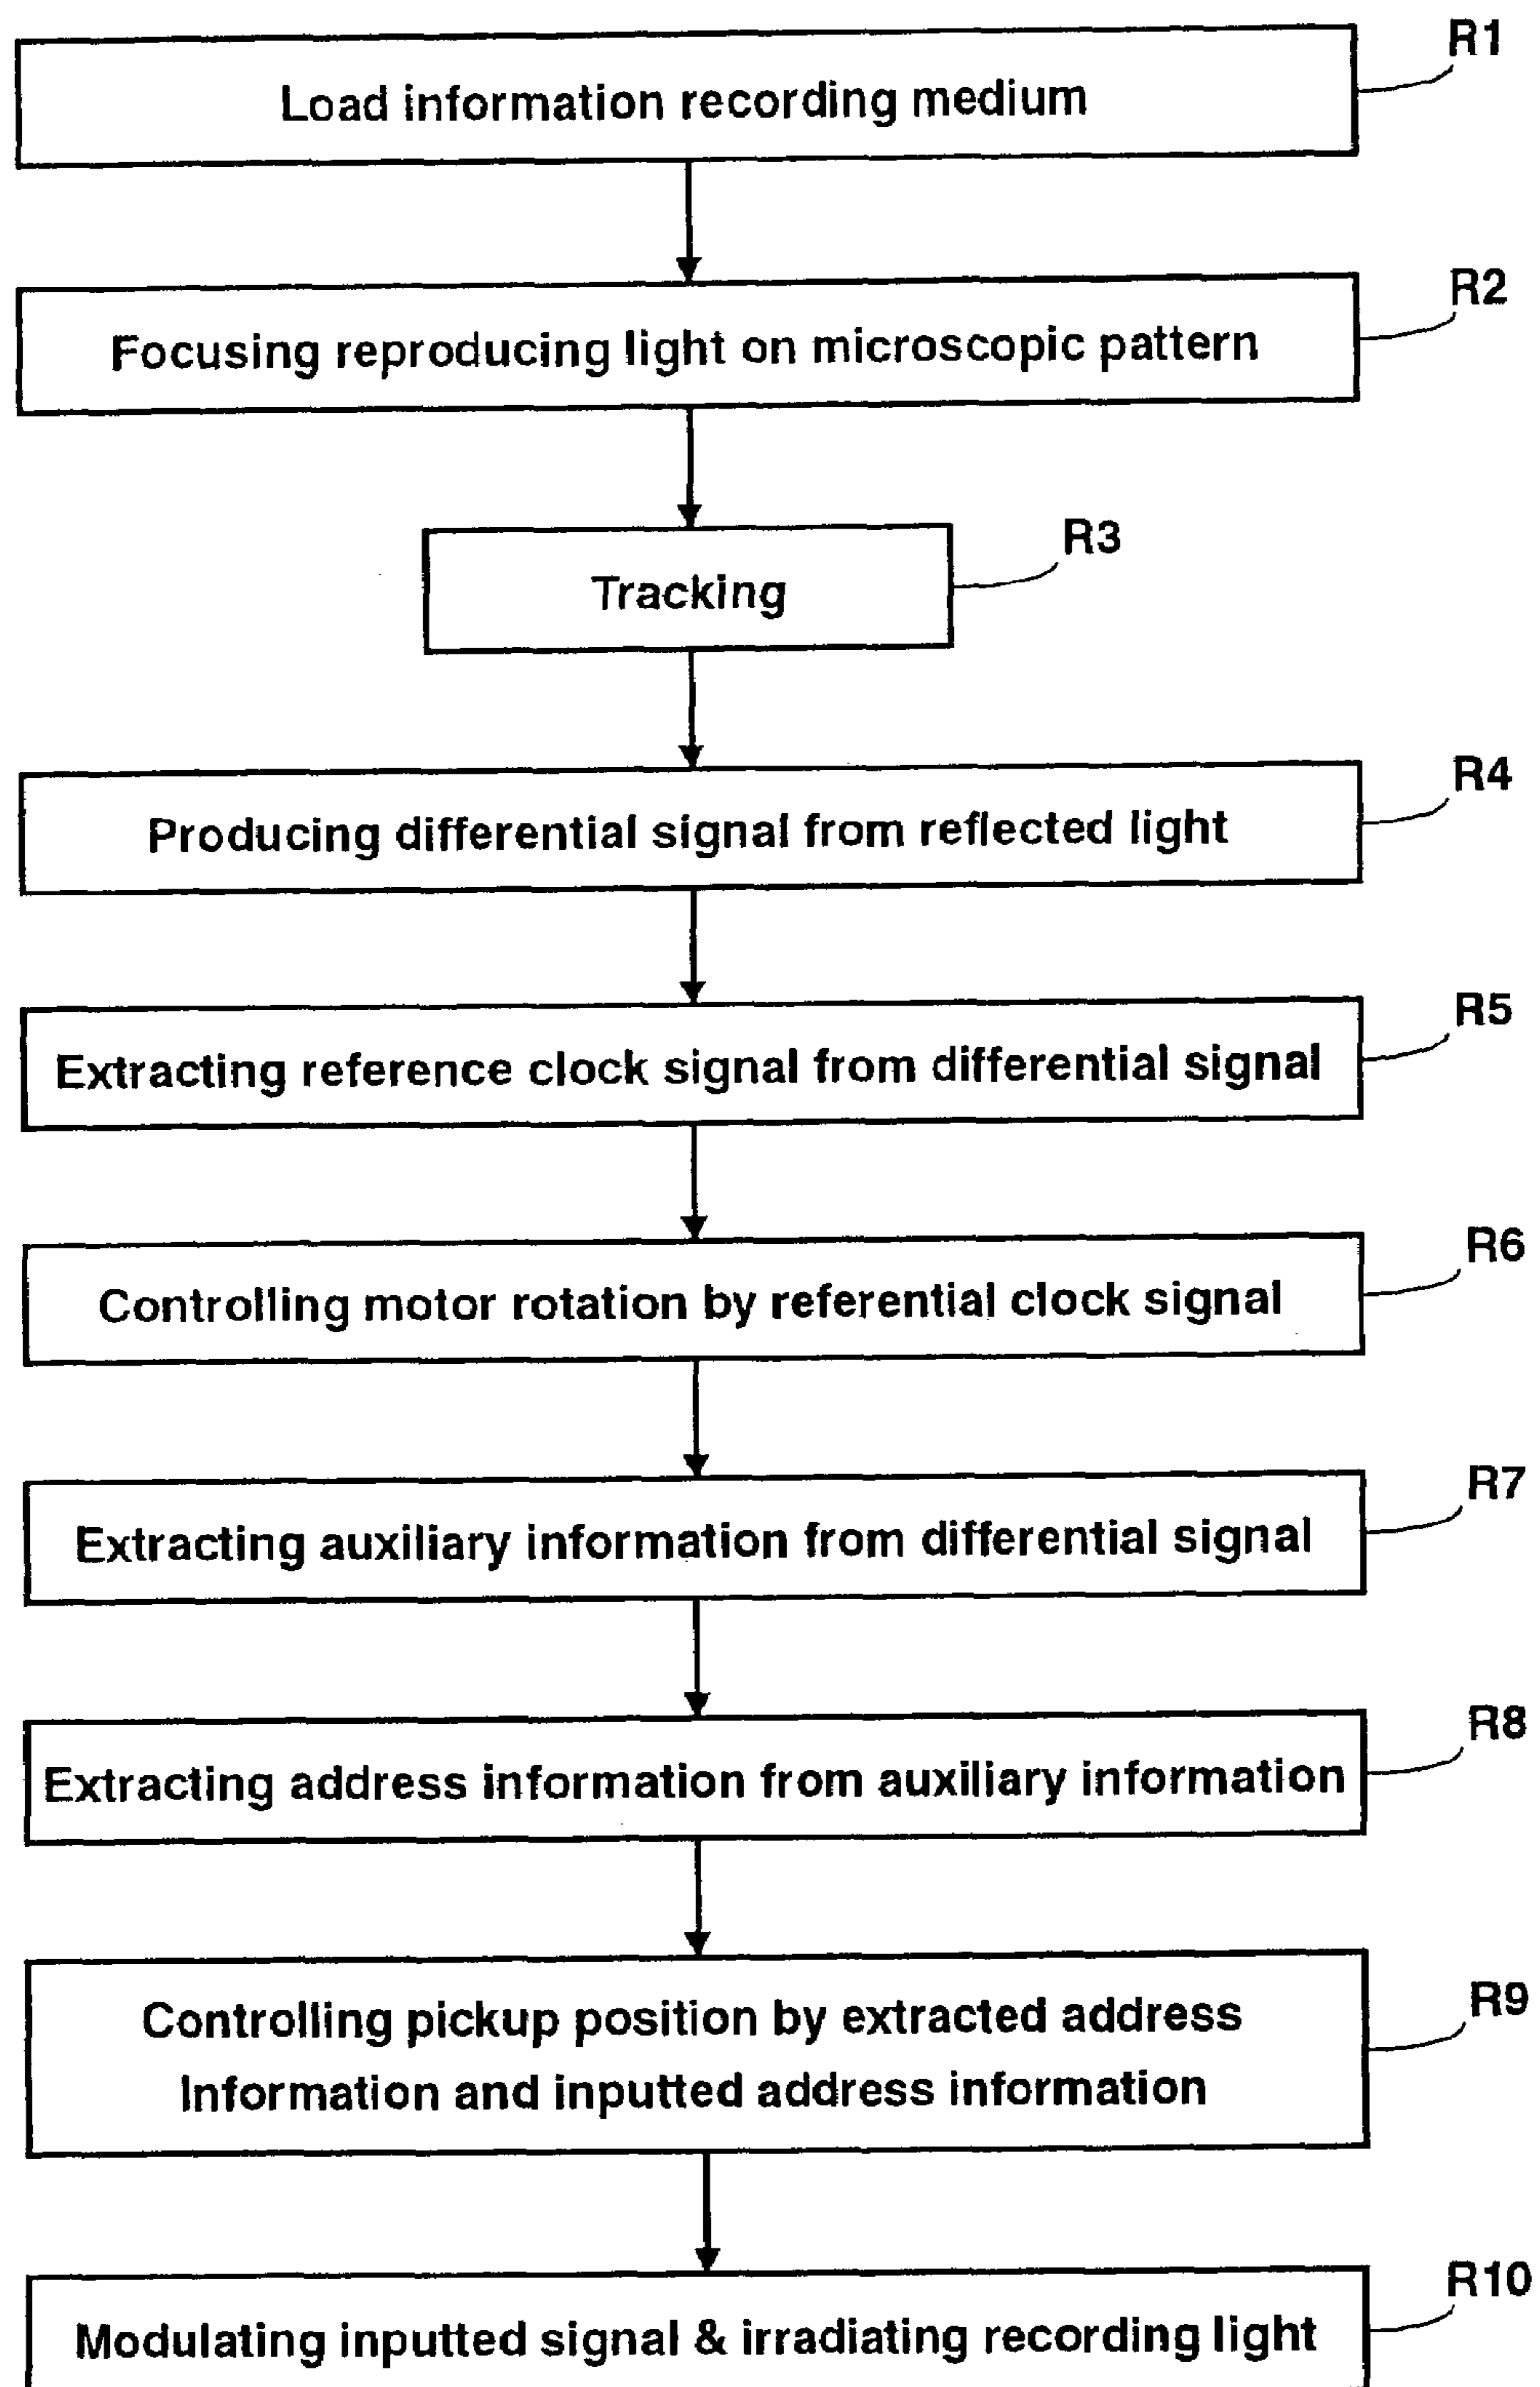 R1
Load information recording medium
R2
Focusing reproducing light on microscopic pattern
R3
Tracking
R4
Producing differential signal from reflected light
R5
Extracting reference clock signal from differential signal
R6
Controlling motor rotation by referential clock signal
R7
Extracting auxiliary information from differential signal
R8
Extracting address information from auxiliary information
R9
Controlling pickup position by extracted address
Information and inputted address information
R10
Modulating inputted signal & irradiating recording light